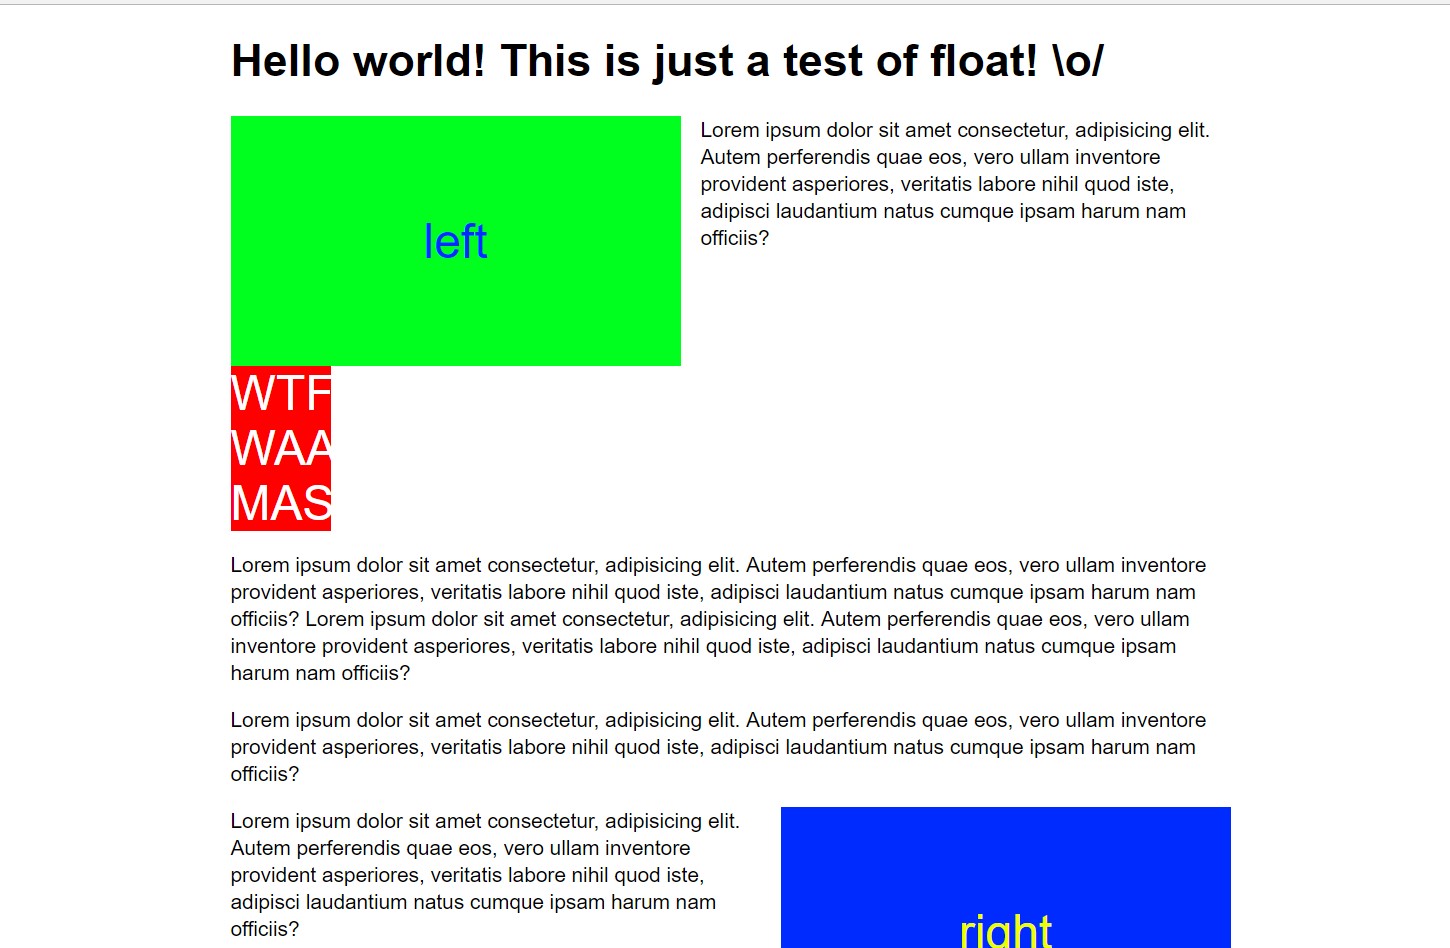 Hello world! This is just a test of float! \o/
left
Lorem ipsum dolor sit amet consectetur, adipisicing elit.
Autem perferendis quae eos, vero ullam inventore
provident asperiores, veritatis labore nihil quod iste,
adipisci laudantium natus cumque ipsam harum nam
officiis?
WTF
WAA
MAS
Lorem ipsum dolor sit amet consectetur, adipisicing elit. Autem perferendis quae eos, vero ullam inventore
provident asperiores, veritatis labore nihil quod iste, adipisci laudantium natus cumque ipsam harum nam
officiis? Lorem ipsum dolor sit amet consectetur, adipisicing elit. Autem perferendis quae eos, vero ullam
inventore provident asperiores, veritatis labore nihil quod iste, adipisci laudantium natus cumque ipsam
harum nam officiis?
Lorem ipsum dolor sit amet consectetur, adipisicing elit. Autem perferendis quae eos, vero ullam inventore
provident asperiores, veritatis labore nihil quod iste, adipisci laudantium natus cumque ipsam harum nam
officiis?
Lorem ipsum dolor sit amet consectetur, adipisicing elit.
Autem perferendis quae eos, vero ullam inventore
provident asperiores, veritatis labore nihil quod iste,
adipisci laudantium natus cumque ipsam harum nam
officiis?
right